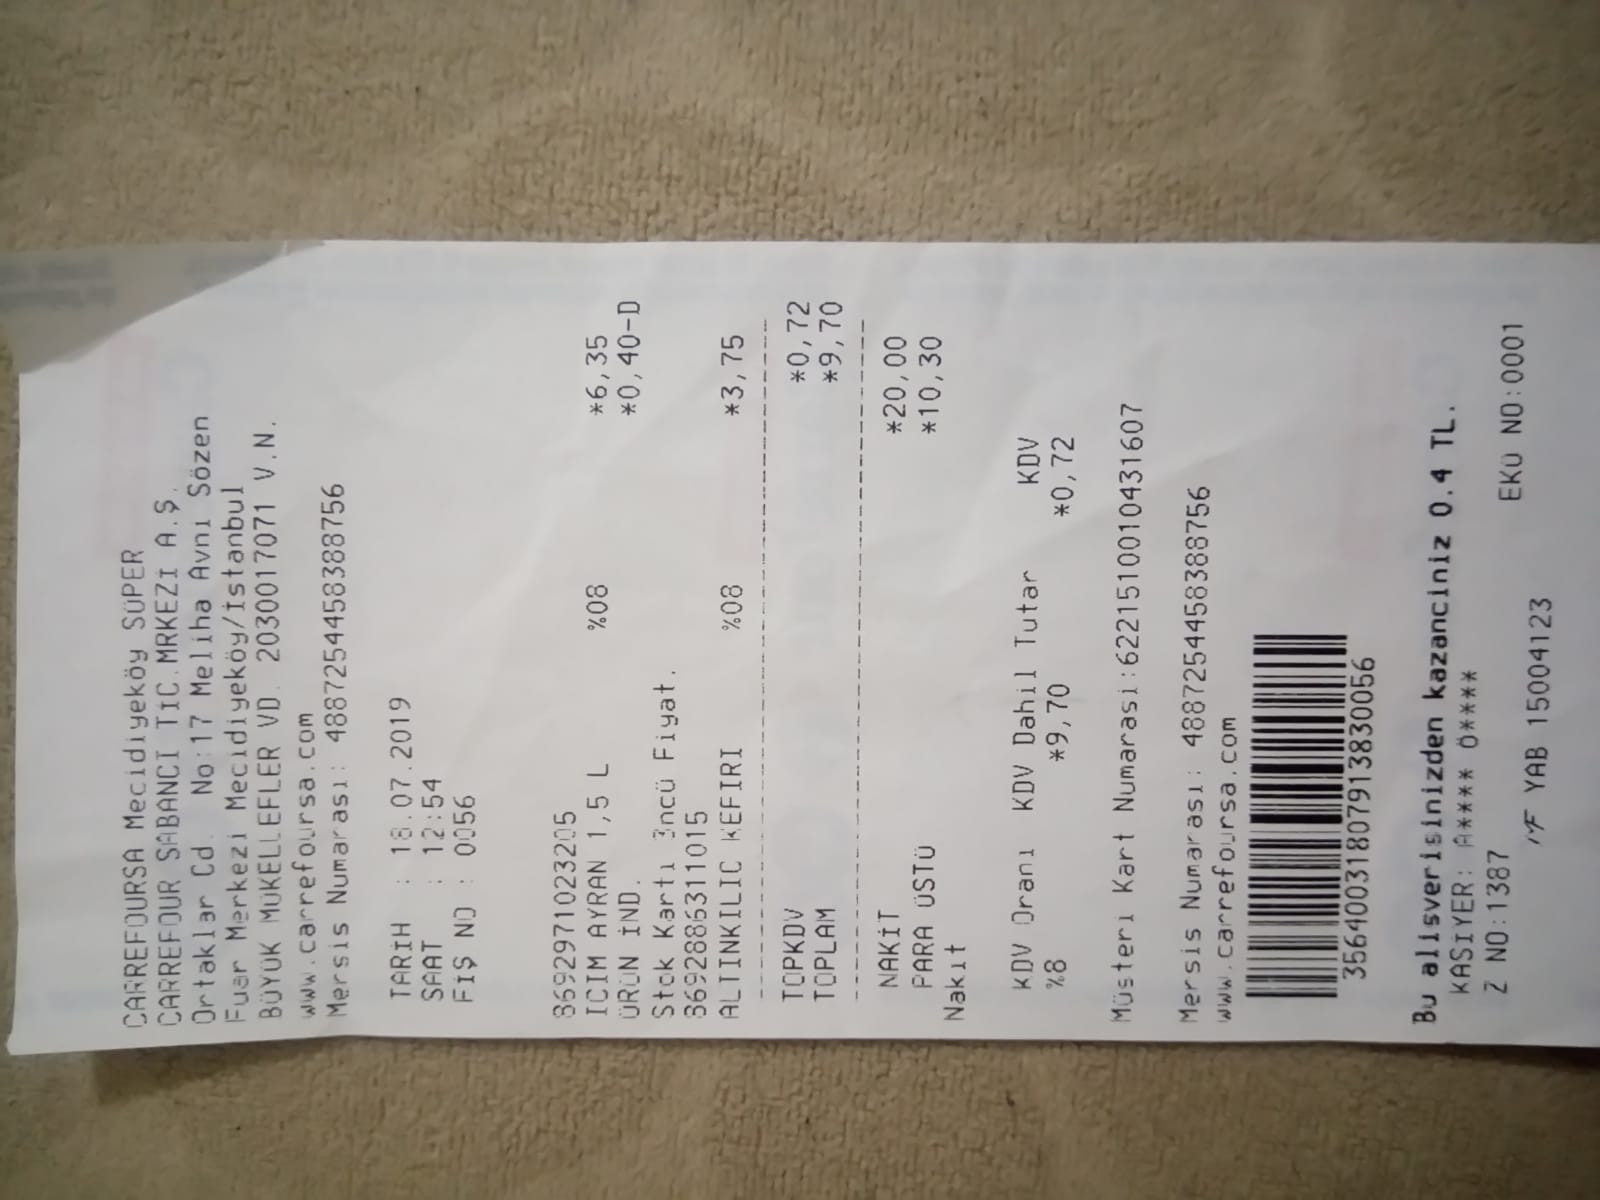 CARREFOURSA Mecidiyeköy SÜPER
CARREFOUR SABANCI TİC.MRKEZİ A.Ş.
Ortaklar Cd. No:17 Meliha Avni Sözen
Fuar Merkezi Mecidiyeköy/İstanbul
BÜYÜK MÜKELLEFLER VD. 2030017071 V.N.
www.carrefoursa.com
Mersis Numarası: 4887254458388756
TARİH : 18.07.2019
SAAT : 12:54
FİŞ NO : 0056
8692971023205
ICIM AYRAN 1,5 L %08 *6,35
ÜRÜN İND. *0,40-D
Stok Kartı 3ncü Fiyat.
8692886311015
ALTINKILIC KEFIRI %08 *3,75
TOPKDV *0,72
TOPLAM *9,70
NAKİT *20,00
PARA ÜSTÜ *10,30
Nakit
KDV Oranı KDV Dahil Tutar KDV
%8 *9,70 *0,72
Müsteri Kart Numarasi:6221510010431607
Mersis Numarası: 4887254458388756
www.carrefoursa.com
35640031807913830056
Bu alisverisinizden kazanciniz 0.4 TL.
KASİYER: A**** Ö****
Z NO:1387 EKÜ NO:0001
MF YAB 15004123